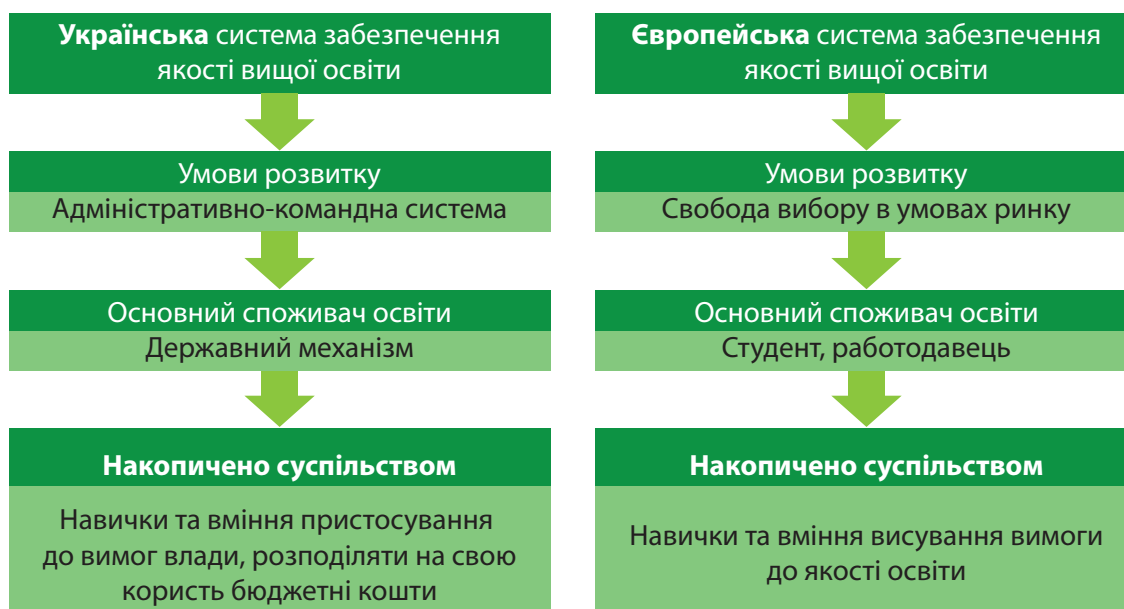 Українська система забезпечення
якості вищої освіти
Умови розвитку
Адміністративно-командна система
Основний споживач освіти
Державний механізм
Накопичено суспільством
Навички та вміння пристосування
до вимог влади, розподіляти на свою
користь бюджетні кошти
Європейська система забезпечення
якості вищої освіти
Умови розвитку
Свобода вибору в умовах ринку
Основний споживач освіти
Студент, работодавець
Накопичено суспільством
Навички та вміння висування вимоги
до якості освіти